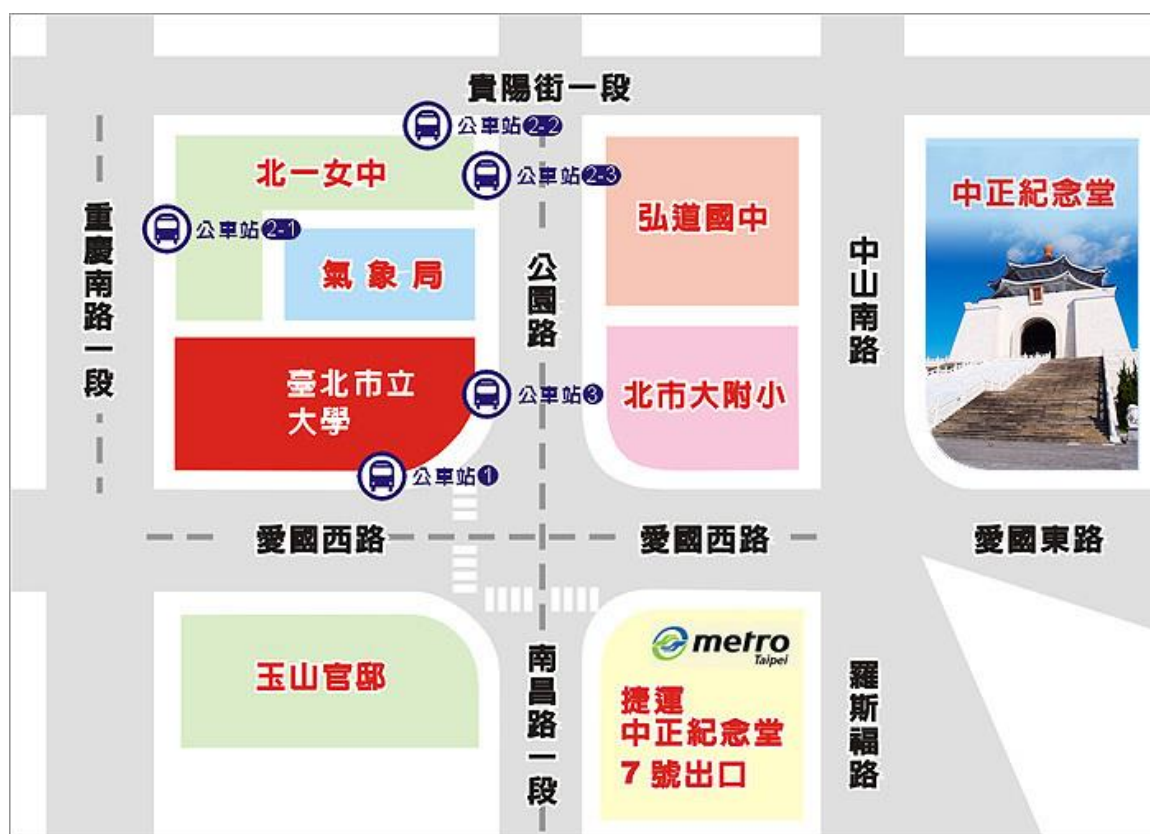 貴陽街一段
公車站2-2
北一女中
公車站2-3
弘道國中
中正紀念堂
公車站2-1
重慶南路一段
氣象局
公園路
中山南路
臺北市立
大學
公車站3
北市大附小
公車站1
愛國西路
愛國西路
愛國東路
玉山官邸
南昌路一段
metro
Taipei
捷運
中正紀念堂
7號出口
羅斯福路